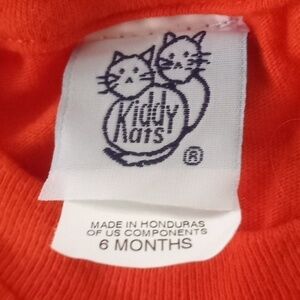 Kiddy
Kats
®
MADE IN HONDURAS
OF US COMPONENTS
6 MONTHS